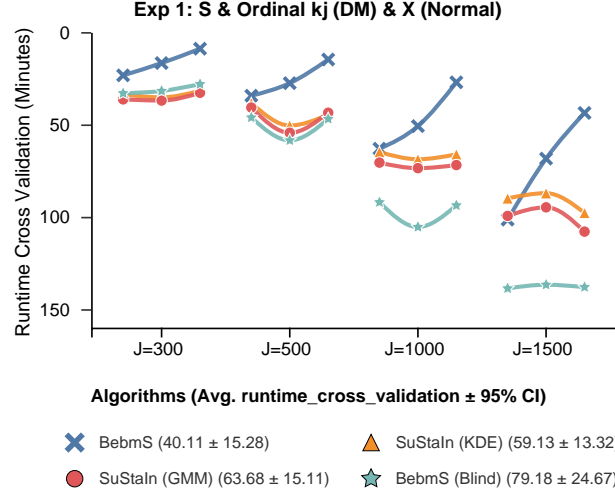 Exp 1: S & Ordinal kj (DM) & X (Normal)
Runtime Cross Validation (Minutes)
0
50
100
150
J=300 J=500 J=1000 J=1500
Algorithms (Avg. runtime_cross_validation ± 95% CI)
BebmS (40.11 ± 15.28) SuStaIn (KDE) (59.13 ± 13.32)
SuStaIn (GMM) (63.68 ± 15.11) BebmS (Blind) (79.18 ± 24.67)